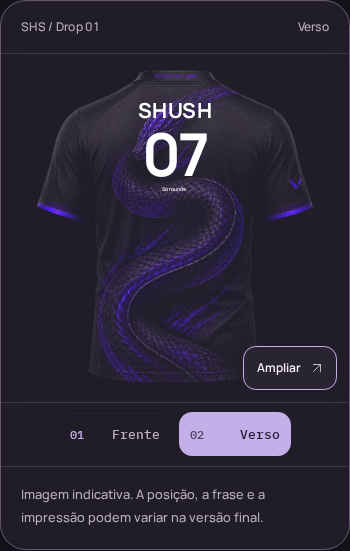 SHS / Drop 01
Verso
SHUSH
07
Ampliar
01 Frente
02 Verso
Imagem indicativa. A posição, a frase e a
impressão podem variar na versão final.